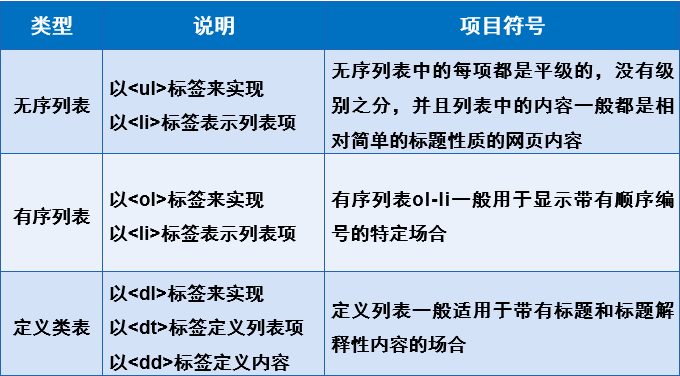 类型 说明 项目符号
无序列表
以<ul>标签来实现
以<li>标签表示列表项
无序列表中的每项都是平级的，没有级
别之分，并且列表中的内容一般都是相
对简单的标题性质的网页内容
有序列表
以<ol>标签来实现
以<li>标签表示列表项
有序列表ol-li一般用于显示带有顺序编
号的特定场合
定义类表
以<dl>标签来实现
以<dt>标签定义列表项
以<dd>标签定义内容
定义列表一般适用于带有标题和标题解
释性内容的场合